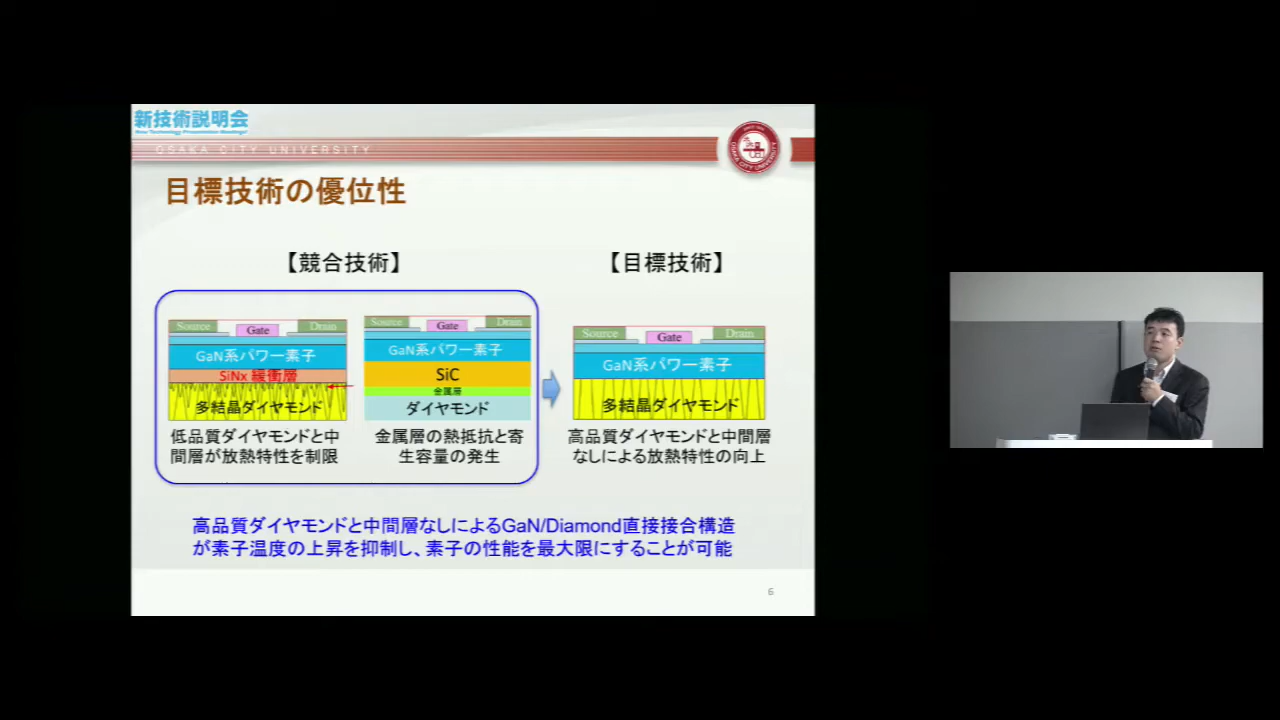 新技術説明会
New Technology Presentation Meetings!
OSAKA CITY UNIVERSITY
目標技術の優位性
【競合技術】
【目標技術】
Source
Gate
Drain
GaN系パワー素子
SiNx 緩衝層
多結晶ダイヤモンド
低品質ダイヤモンドと中
間層が放熱特性を制限
Source
Gate
Drain
GaN系パワー素子
SiC
金属層
ダイヤモンド
金属層の熱抵抗と寄
生容量の発生
Source
Gate
Drain
GaN系パワー素子
多結晶ダイヤモンド
高品質ダイヤモンドと中間層
なしによる放熱特性の向上
高品質ダイヤモンドと中間層なしによるGaN/Diamond直接接合構造
が素子温度の上昇を抑制し、素子の性能を最大限にすることが可能
6